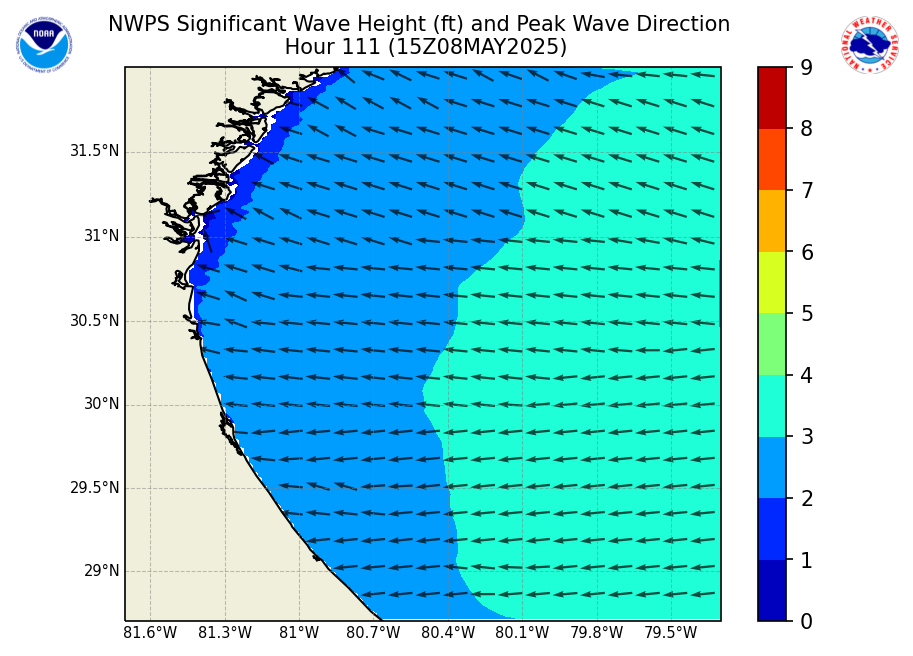 NWPS Significant Wave Height (ft) and Peak Wave Direction
Hour 111 (15Z08MAY2025)
NOAA
NATIONAL WEATHER SERVICE
31.5°N
31°N
30.5°N
30°N
29.5°N
29°N
81.6°W 81.3°W 81°W 80.7°W 80.4°W 80.1°W 79.8°W 79.5°W
9
8
7
6
5
4
3
2
1
0